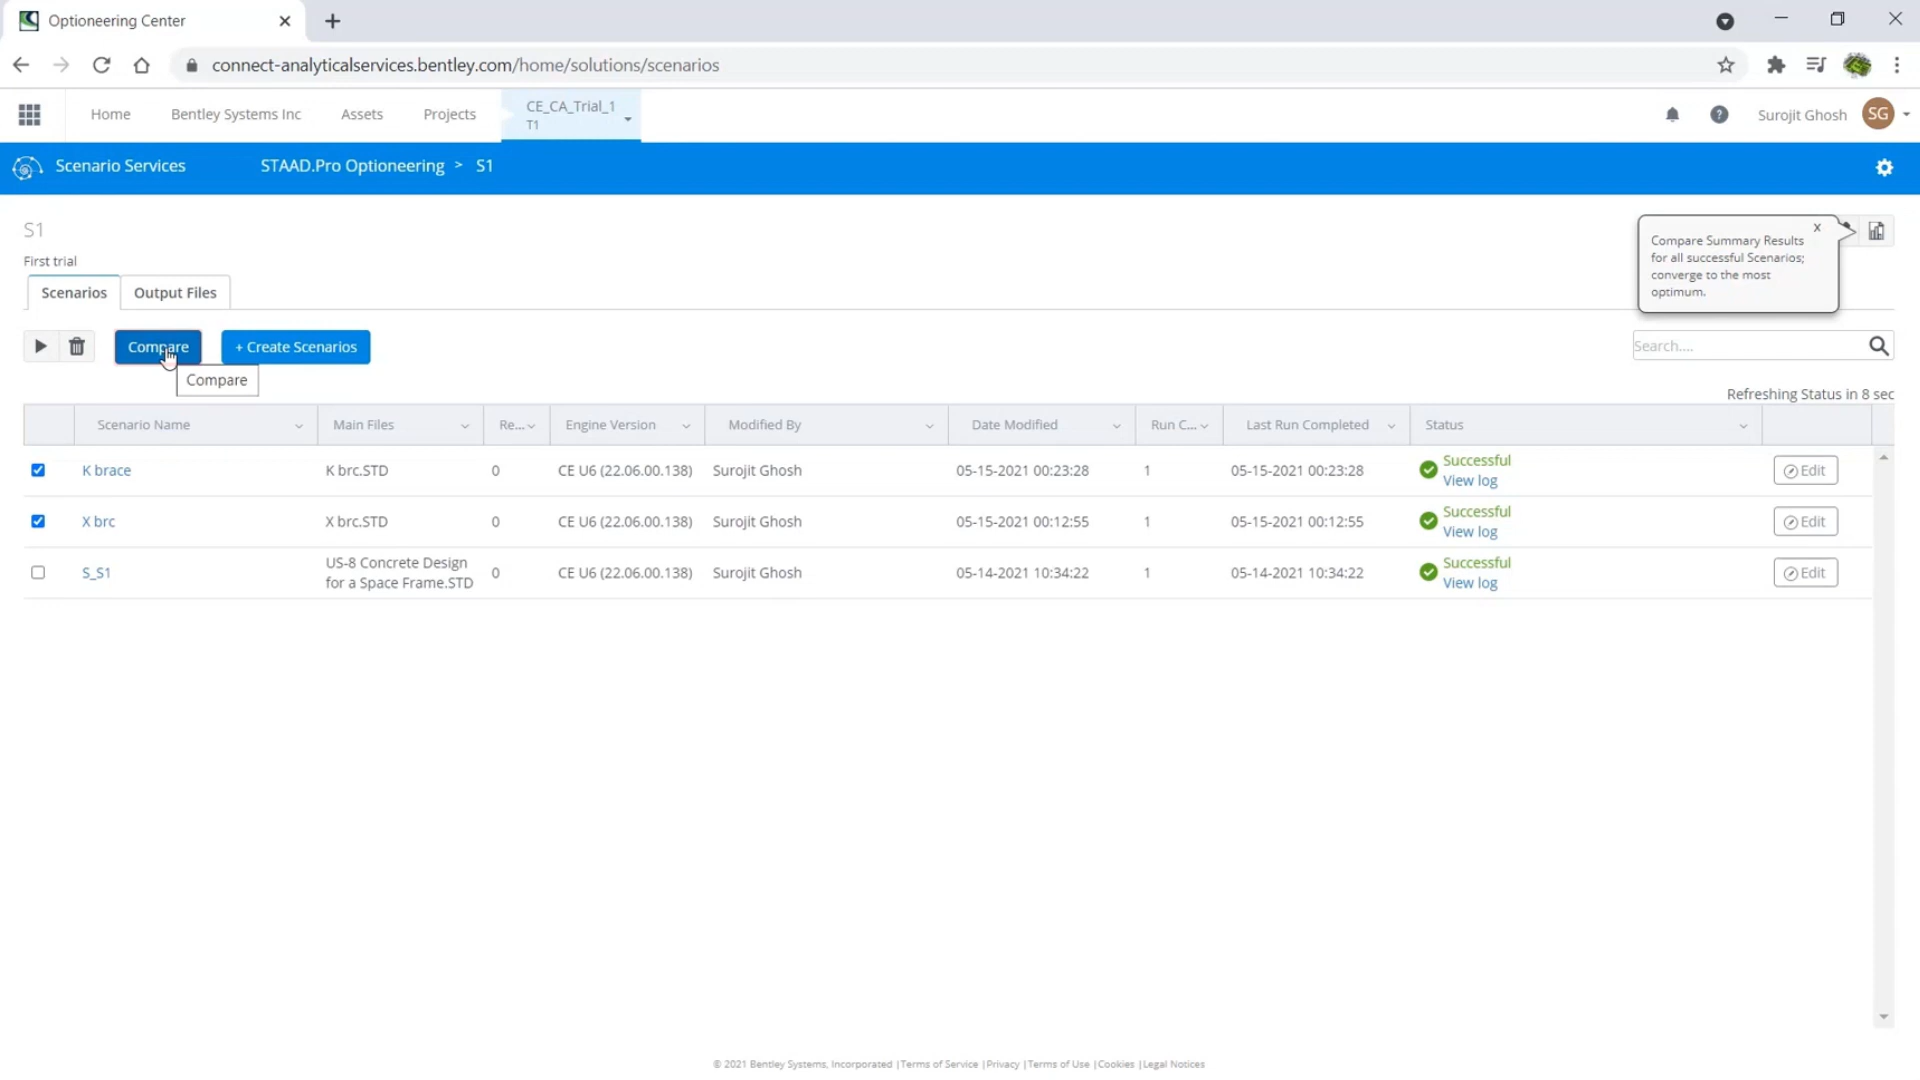 Optioneering Center
connect-analyticalservices.bentley.com/home/solutions/scenarios
Home
Bentley Systems Inc
Assets
Projects
CE_CA_Trial_1
T1
Surojit Ghosh
SG
Scenario Services
STAAD.Pro Optioneering > S1
S1
First trial
Compare Summary Results
for all successful Scenarios;
converge to the most
optimum.
X
Scenarios
Output Files
Compare
+ Create Scenarios
Search....
Compare
Refreshing Status in 8 sec
Scenario Name
Main Files
Re...
Engine Version
Modified By
Date Modified
Run C...
Last Run Completed
Status
K brace
K brc.STD
0
CE U6 (22.06.00.138)
Surojit Ghosh
05-15-2021 00:23:28
1
05-15-2021 00:23:28
Successful
View log
Edit
X brc
X brc.STD
0
CE U6 (22.06.00.138)
Surojit Ghosh
05-15-2021 00:12:55
1
05-15-2021 00:12:55
Successful
View log
Edit
S_S1
US-8 Concrete Design
for a Space Frame.STD
0
CE U6 (22.06.00.138)
Surojit Ghosh
05-14-2021 10:34:22
1
05-14-2021 10:34:22
Successful
View log
Edit
© 2021 Bentley Systems, Incorporated |Terms of Service |Privacy |Terms of Use |Cookies |Legal Notices